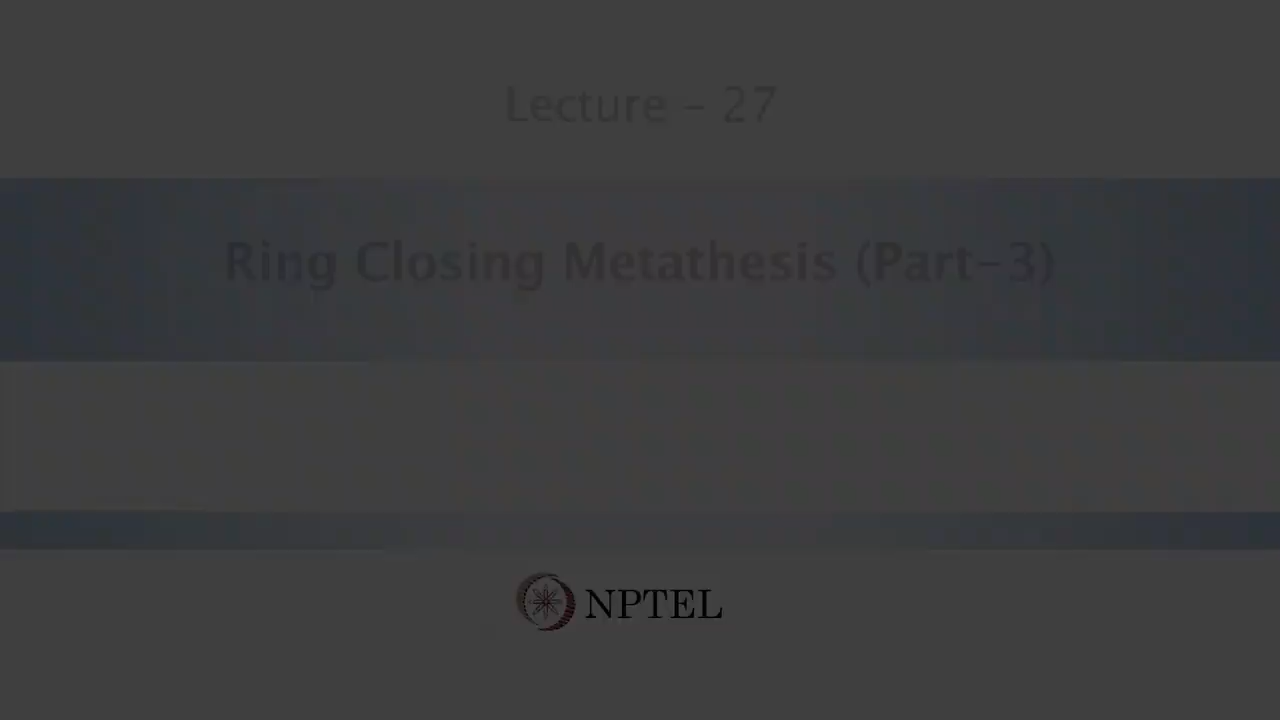 Lecture - 27
Ring Closing Metathesis (Part-3)
NPTEL